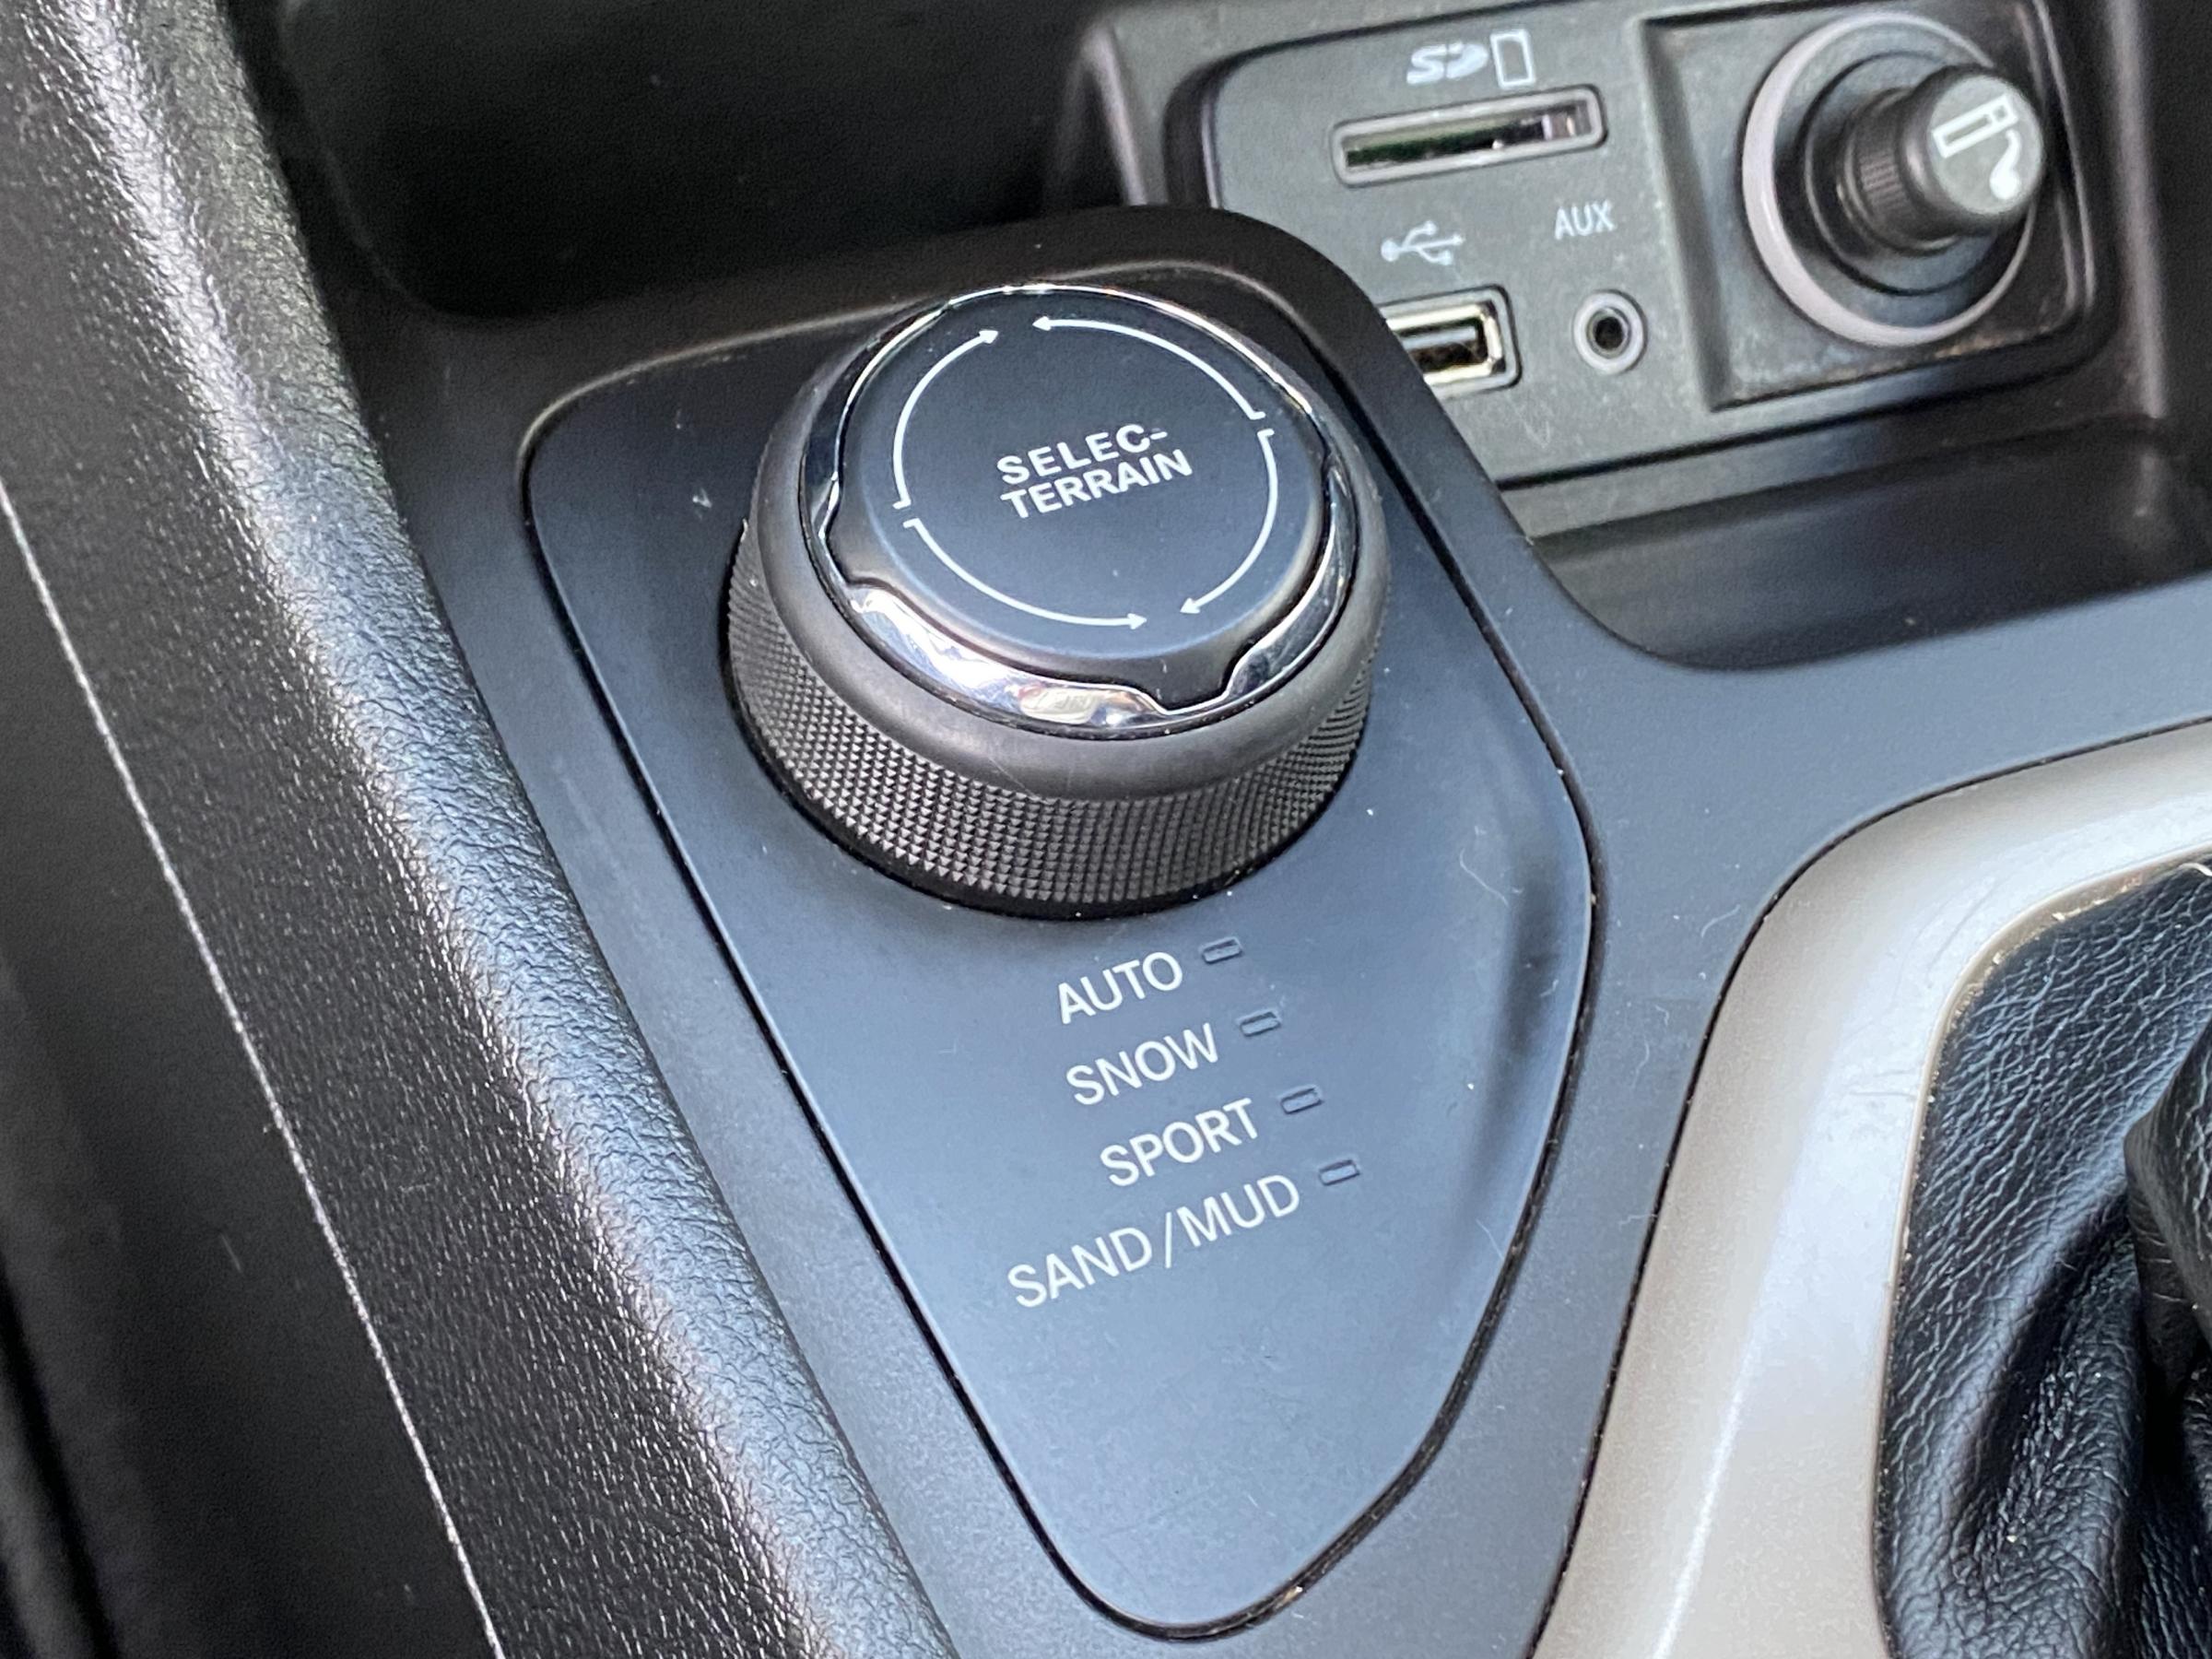 SD
AUX
SELEC-
TERRAIN
AUTO
SNOW
SPORT
SAND/MUD